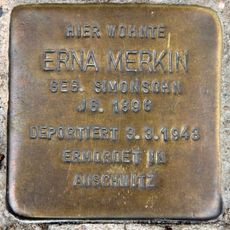 HIER WOHNTE
ERNA MERKIN
GEB. SIMONSOHN
JG. 1898
DEPORTIERT 3.3.1943
ERMORDET IN
AUSCHWITZ